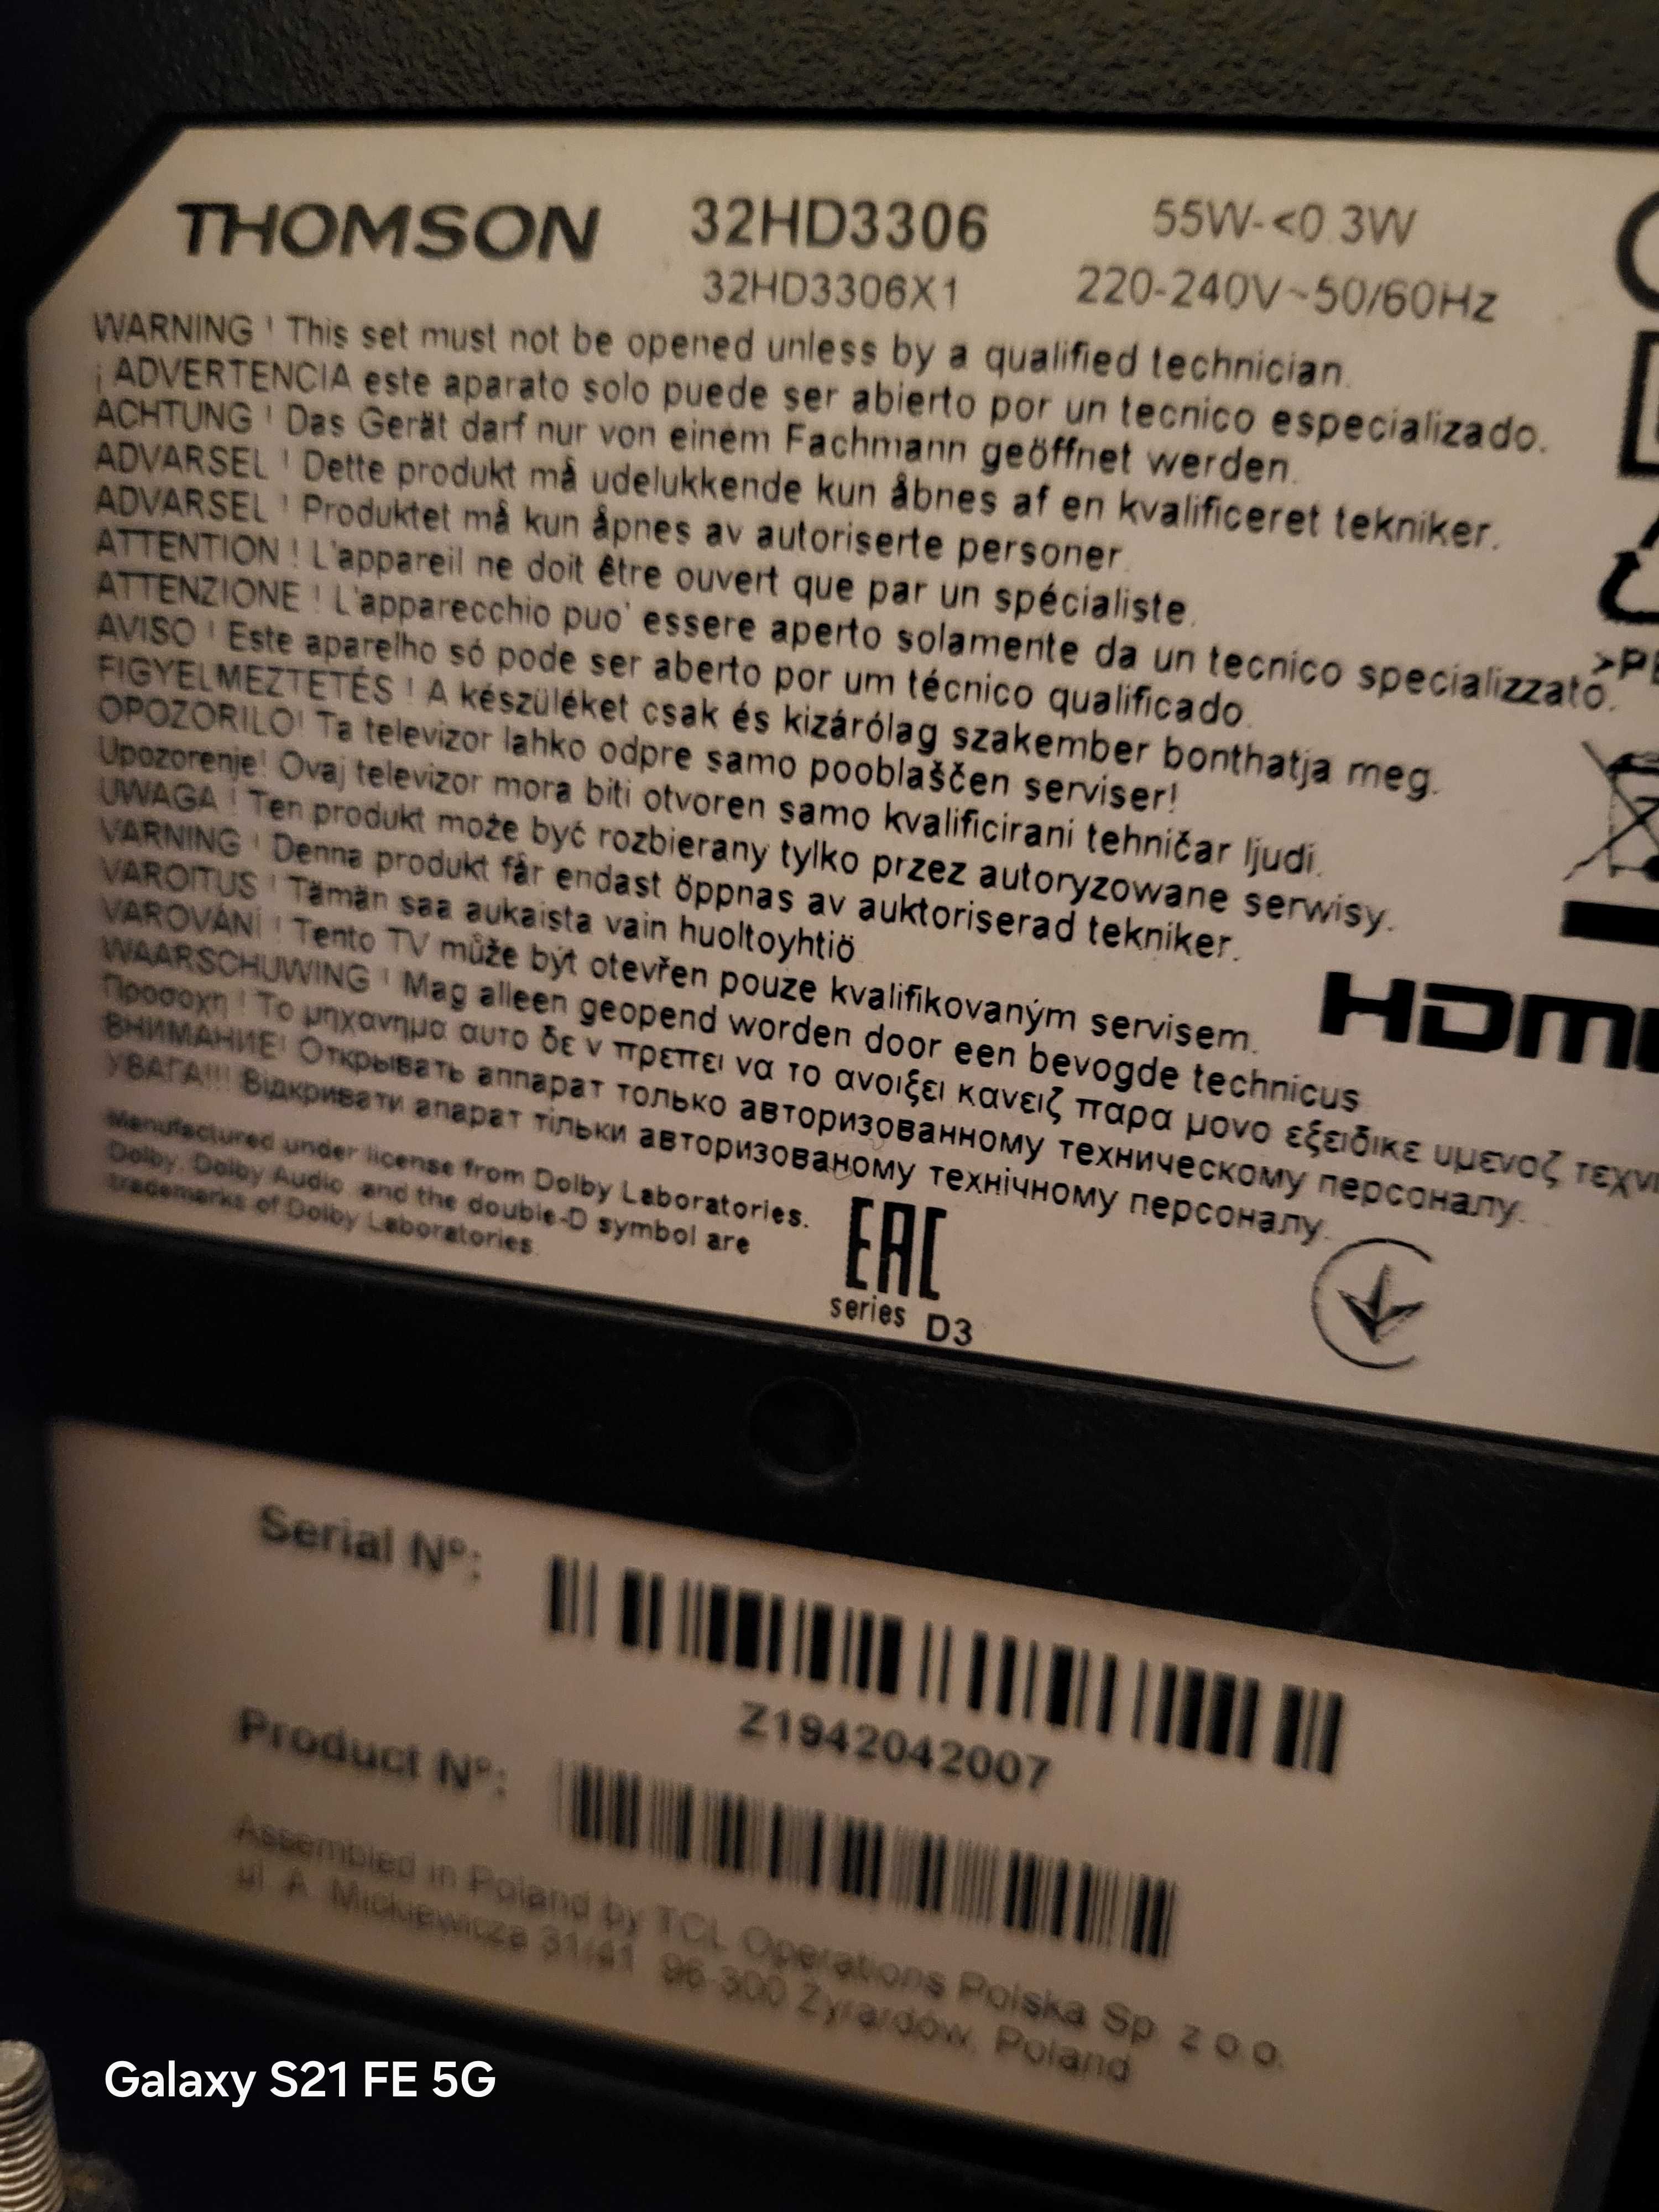 THOMSON 32HD3306 55W-<0.3W
32HD3306X1 220-240V~50/60Hz
WARNING ! This set must not be opened unless by a qualified technician.
¡ ADVERTENCIA este aparato solo puede ser abierto por un tecnico especializado.
ACHTUNG ! Das Gerät darf nur von einem Fachmann geöffnet werden.
ADVARSEL ! Dette produkt må udelukkende kun åbnes af en kvalificeret tekniker.
ADVARSEL ! Produktet må kun åpnes av autoriserte personer.
ATTENTION ! L'appareil ne doit être ouvert que par un spécialiste.
ATTENZIONE ! L'apparecchio puo' essere aperto solamente da un tecnico specializzato.
>P
AVISO ! Este aparelho só pode ser aberto por um técnico qualificado.
FIGYELMEZTETÉS ! A készüléket csak és kizárólag szakember bonthatja meg.
OPOZORILO! Ta televizor lahko odpre samo pooblaščen serviser!
Upozorenje! Ovaj televizor mora biti otvoren samo kvalificirani tehničar ljudi.
UWAGA ! Ten produkt może być rozbierany tylko przez autoryzowane serwisy.
VARNING ! Denna produkt får endast öppnas av auktoriserad tekniker.
VAROITUS ! Tämän saa aukaista vain huoltoyhtiö
VAROVÁNÍ ! Tento TV může být otevřen pouze kvalifikovaným servisem.
WAARSCHUWING ! Mag alleen geopend worden door een bevogde technicus
Προσοχη ! Το μηχανημα αυτο δε ν πρεπει να το ανοιξει κανειζ παρα μονο εξειδικε υμενοζ τεχν
ВНИМАНИЕ! Открывать аппарат только авторизованному техническому персоналу.
УВАГА!!! Відкривати апарат тільки авторизованому технічному персоналу.
HDMI
Manufactured under license from Dolby Laboratories.
Dolby, Dolby Audio, and the double-D symbol are
trademarks of Dolby Laboratories.
EAC
series D3
Serial Nº:
Z1942042007
Product Nº:
Assembled in Poland by TCL Operations Polska Sp. z o.o.
ul. A. Mickiewicza 31/41 96-300 Żyrardów, Poland
Galaxy S21 FE 5G